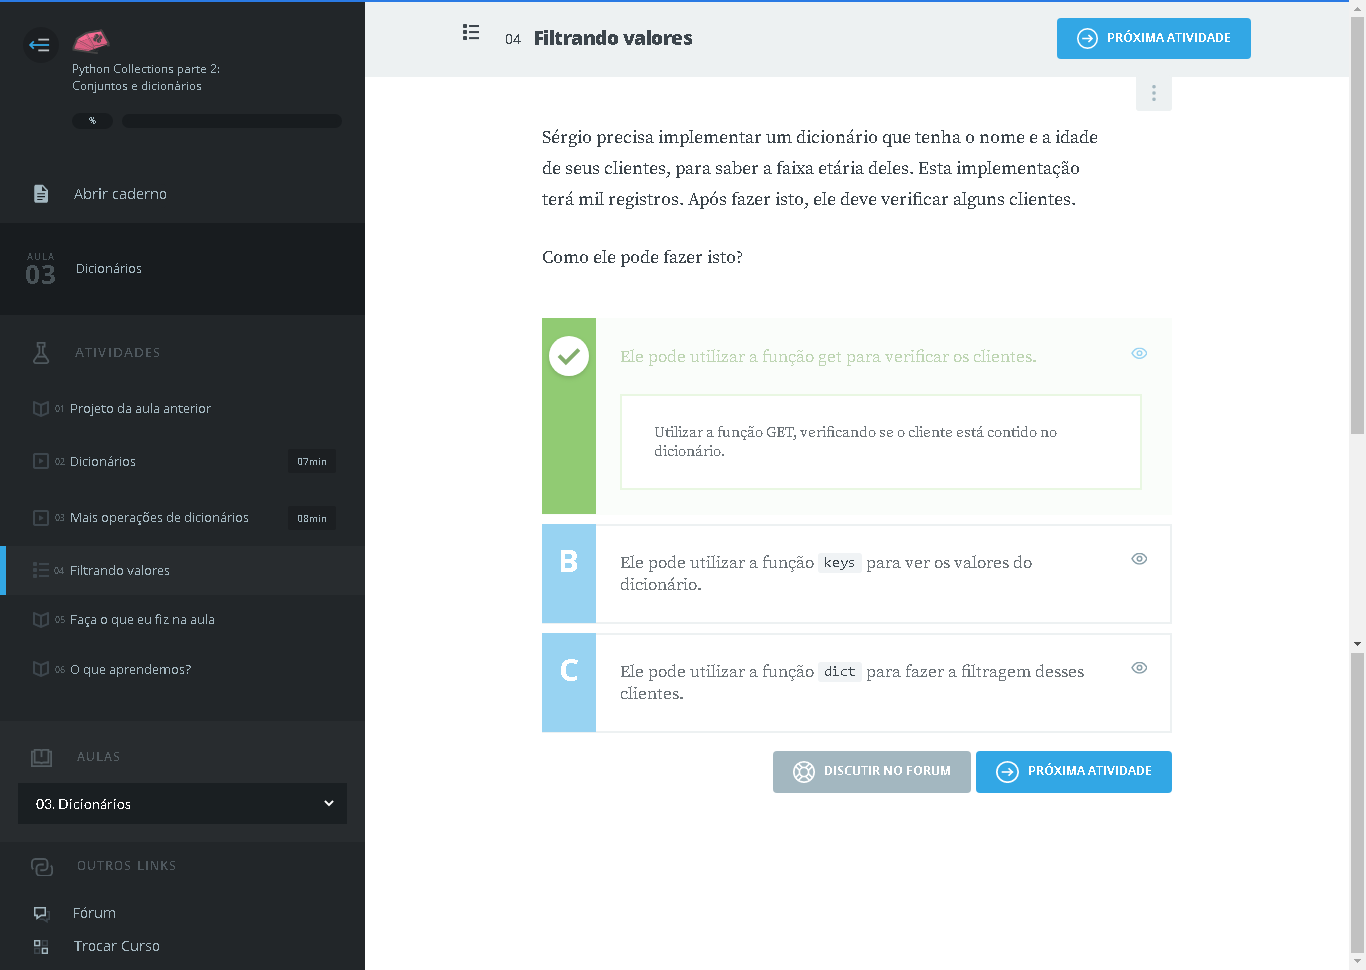 Python Collections parte 2:
Conjuntos e dicionários
%
Abrir caderno
AULA
03
Dicionários
ATIVIDADES
01 Projeto da aula anterior
02 Dicionários 07min
03 Mais operações de dicionários 08min
04 Filtrando valores
05 Faça o que eu fiz na aula
06 O que aprendemos?
AULAS
03. Dicionários
OUTROS LINKS
Fórum
Trocar Curso
04 Filtrando valores
PRÓXIMA ATIVIDADE
Sérgio precisa implementar um dicionário que tenha o nome e a idade
de seus clientes, para saber a faixa etária deles. Esta implementação
terá mil registros. Após fazer isto, ele deve verificar alguns clientes.
Como ele pode fazer isto?
Ele pode utilizar a função get para verificar os clientes.
Utilizar a função GET, verificando se o cliente está contido no
dicionário.
B
Ele pode utilizar a função keys para ver os valores do
dicionário.
C
Ele pode utilizar a função dict para fazer a filtragem desses
clientes.
DISCUTIR NO FORUM
PRÓXIMA ATIVIDADE